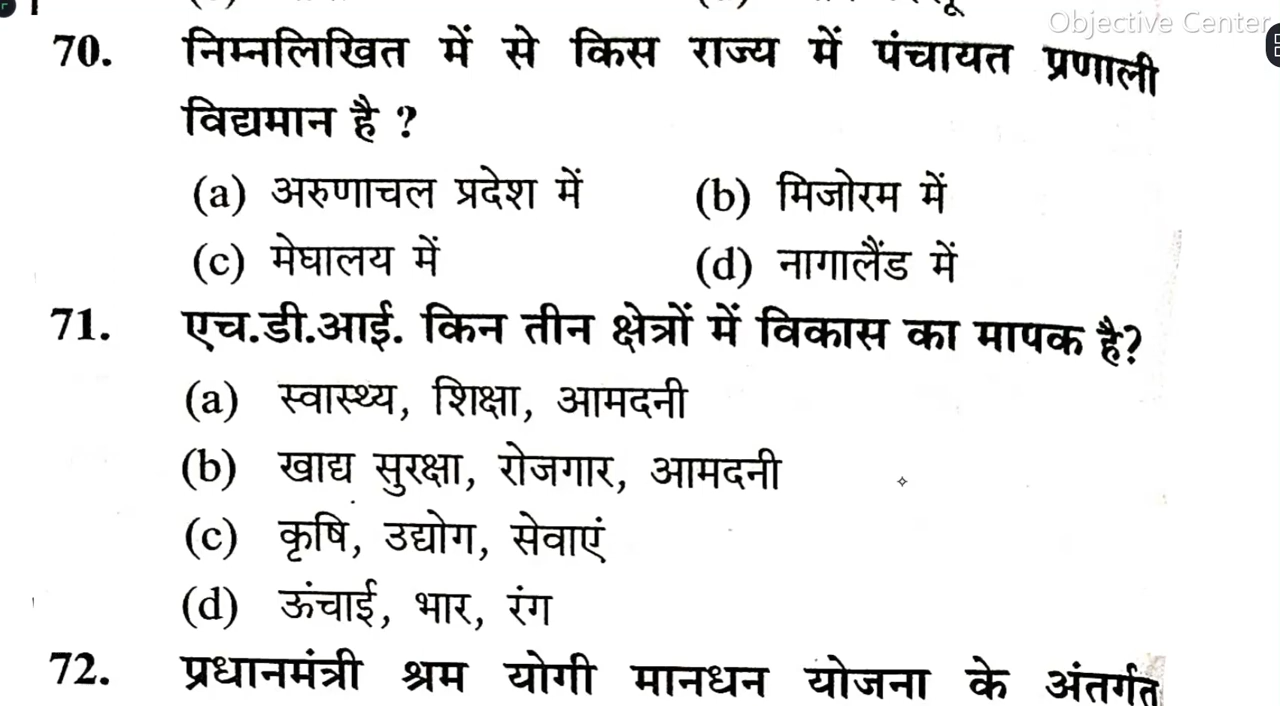 Objective Center
70. निम्नलिखित में से किस राज्य में पंचायत प्रणाली
विद्यमान है ?
(a) अरुणाचल प्रदेश में (b) मिजोरम में
(c) मेघालय में (d) नागालैंड में
71. एच.डी.आई. किन तीन क्षेत्रों में विकास का मापक है?
(a) स्वास्थ्य, शिक्षा, आमदनी
(b) खाद्य सुरक्षा, रोजगार, आमदनी
(c) कृषि, उद्योग, सेवाएं
(d) ऊंचाई, भार, रंग
72. प्रधानमंत्री श्रम योगी मानधन योजना के अंतर्गत